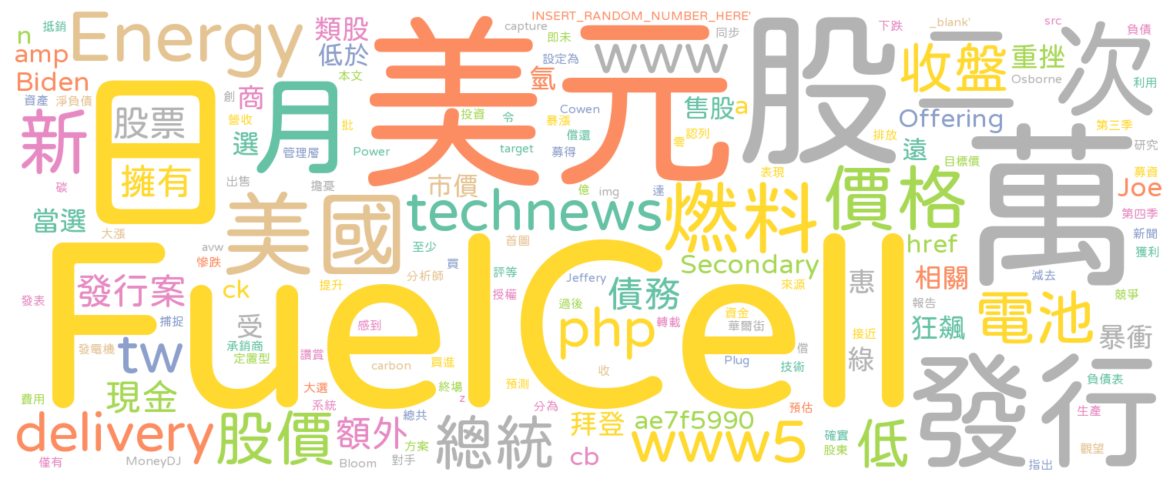 抵銷
n
amp
Energy
類股
低於
capture
INSERT_RANDOM_NUMBER_HERE'
即未
同步
下跌
_blank'
src
負債
Biden
美元
www
股
收盤
一
重挫
次
設定為
本文
資產
淨負債
創
商
氫
Osborne
利用
新
日
股票
月
營收
批
投資
令
Cowen
暴漲
償還
售股
a
Offering
第三季
選
管理層
Power
target
募得
零
認列
排放
遠
萬
研究
擁有
碳
出售
擔憂
市價
表現
億
img
達
燃料
價格
目標價
募資
Joe
當選
大漲
美國
technews
第四季
新聞
獲利
avw
慘跌
至少
首圖
買
分析師
評等
Secondary
href
發行案
FuelCell
ck
提升
Jeffery
授權
過後
債務
來源
惠
相關
減去
報告
發表
捕捉
受
感到
php
轉載
資金
華爾街
電池
競爭
狂飆
暴衝
發電機
tw
承銷商
定置型
讚賞
carbon
買進
收
Plug
償
技術
接近
綠
發行
負債表
費用
現金
大選
系統
z
終場
預測
分為
預估
delivery
股價
額外
總共
總統
拜登
ae7f5990
www5
低
確實
股東
生產
觀望
僅有
MoneyDJ
Bloom
方案
對手
cb
指出